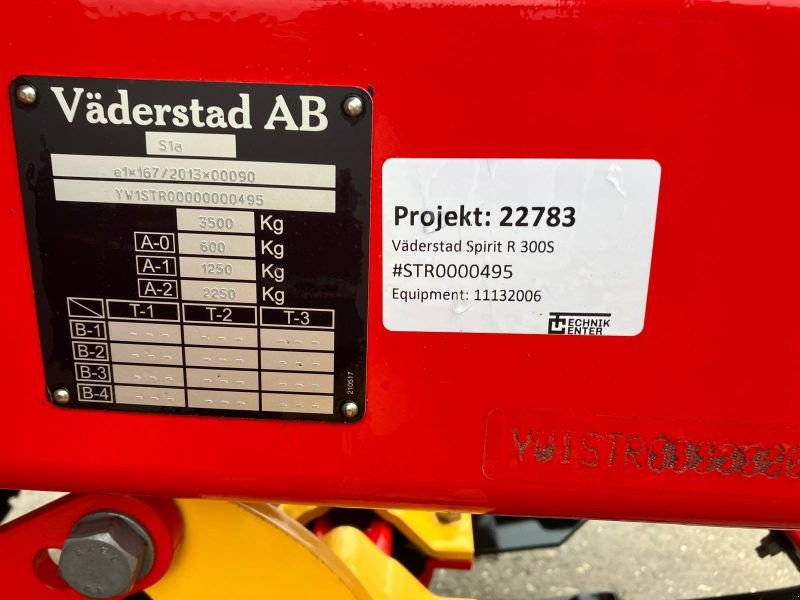 Väderstad AB
S1a
e1*167/2013*00090
YW1STR00000000495
3500 Kg
A-0 600 Kg
A-1 1250 Kg
A-2 2250 Kg
T-1 T-2 T-3
B-1 - - - - - - - - -
B-2 - - - - - - - - -
B-3 - - - - - - - - -
B-4 - - - - - - - - -
210517
Projekt: 22783
Väderstad Spirit R 300S
#STR0000495
Equipment: 11132006
TECHNIK
CENTER